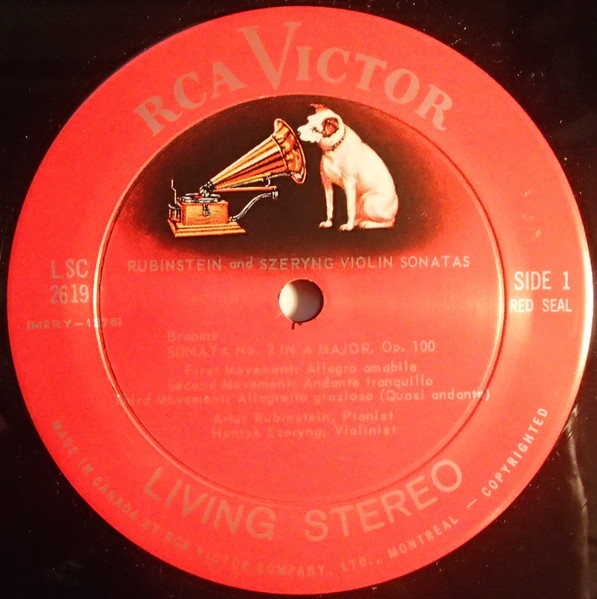 RCA VICTOR
RUBINSTEIN and SZERYNG VIOLIN SONATAS
LSC
2619
SIDE 1
RED SEAL
Brahms
SONATA No. 2 IN A MAJOR, Op. 100
First Movement: Allegro amabile
Second Movement: Andante tranquillo
Third Movement: Allegretto grazioso (Quasi andante)
Artur Rubinstein, Pianist
Henryk Szeryng, Violinist
LIVING STEREO
MADE IN CANADA BY RCA VICTOR COMPANY, LTD., MONTREAL — COPYRIGHTED